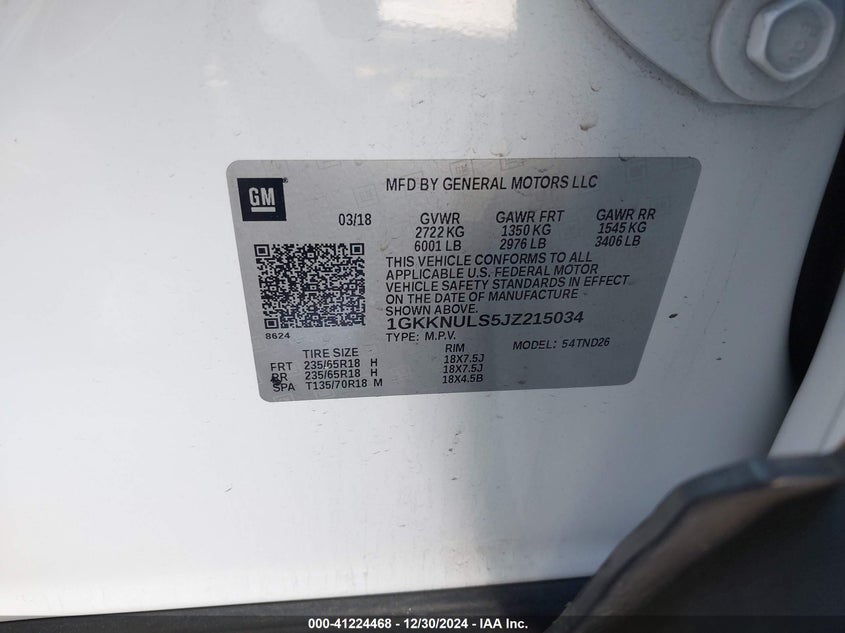 GM
MFD BY GENERAL MOTORS LLC
03/18 GVWR GAWR FRT GAWR RR
2722 KG 1350 KG 1545 KG
6001 LB 2976 LB 3406 LB
THIS VEHICLE CONFORMS TO ALL
APPLICABLE U.S. FEDERAL MOTOR
VEHICLE SAFETY STANDARDS IN EFFECT
ON THE DATE OF MANUFACTURE
SHOWN ABOVE.
8624
1GKKNULS5JZ215034
TYPE: M.P.V. MODEL: 54TND26
TIRE SIZE RIM
FRT 235/65R18 H 18X7.5J
RR 235/65R18 H 18X7.5J
SPA T135/70R18 M 18X4.5B
000-41224468 - 12/30/2024 - IAA Inc.